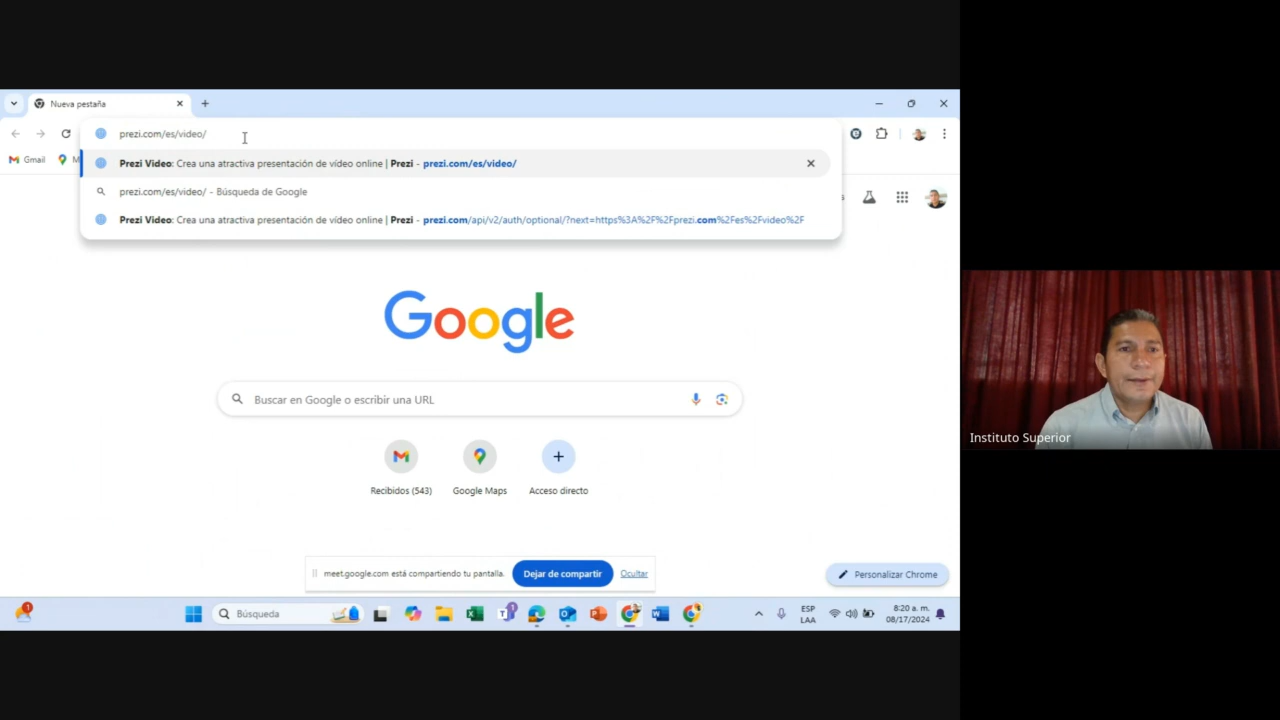 Nueva pestaña
prezi.com/es/video/
Gmail M
Prezi Video: Crea una atractiva presentación de vídeo online | Prezi - prezi.com/es/video/
prezi.com/es/video/ - Búsqueda de Google
Prezi Video: Crea una atractiva presentación de vídeo online | Prezi - prezi.com/api/v2/auth/optional/?next=https%3A%2F%2Fprezi.com%2Fes%2Fvideo%2F
Google
Buscar en Google o escribir una URL
Recibidos (543) Google Maps Acceso directo
Instituto Superior
meet.google.com está compartiendo tu pantalla. Dejar de compartir Ocultar
Personalizar Chrome
Búsqueda
ESP
LAA
8:20 a. m.
08/17/2024